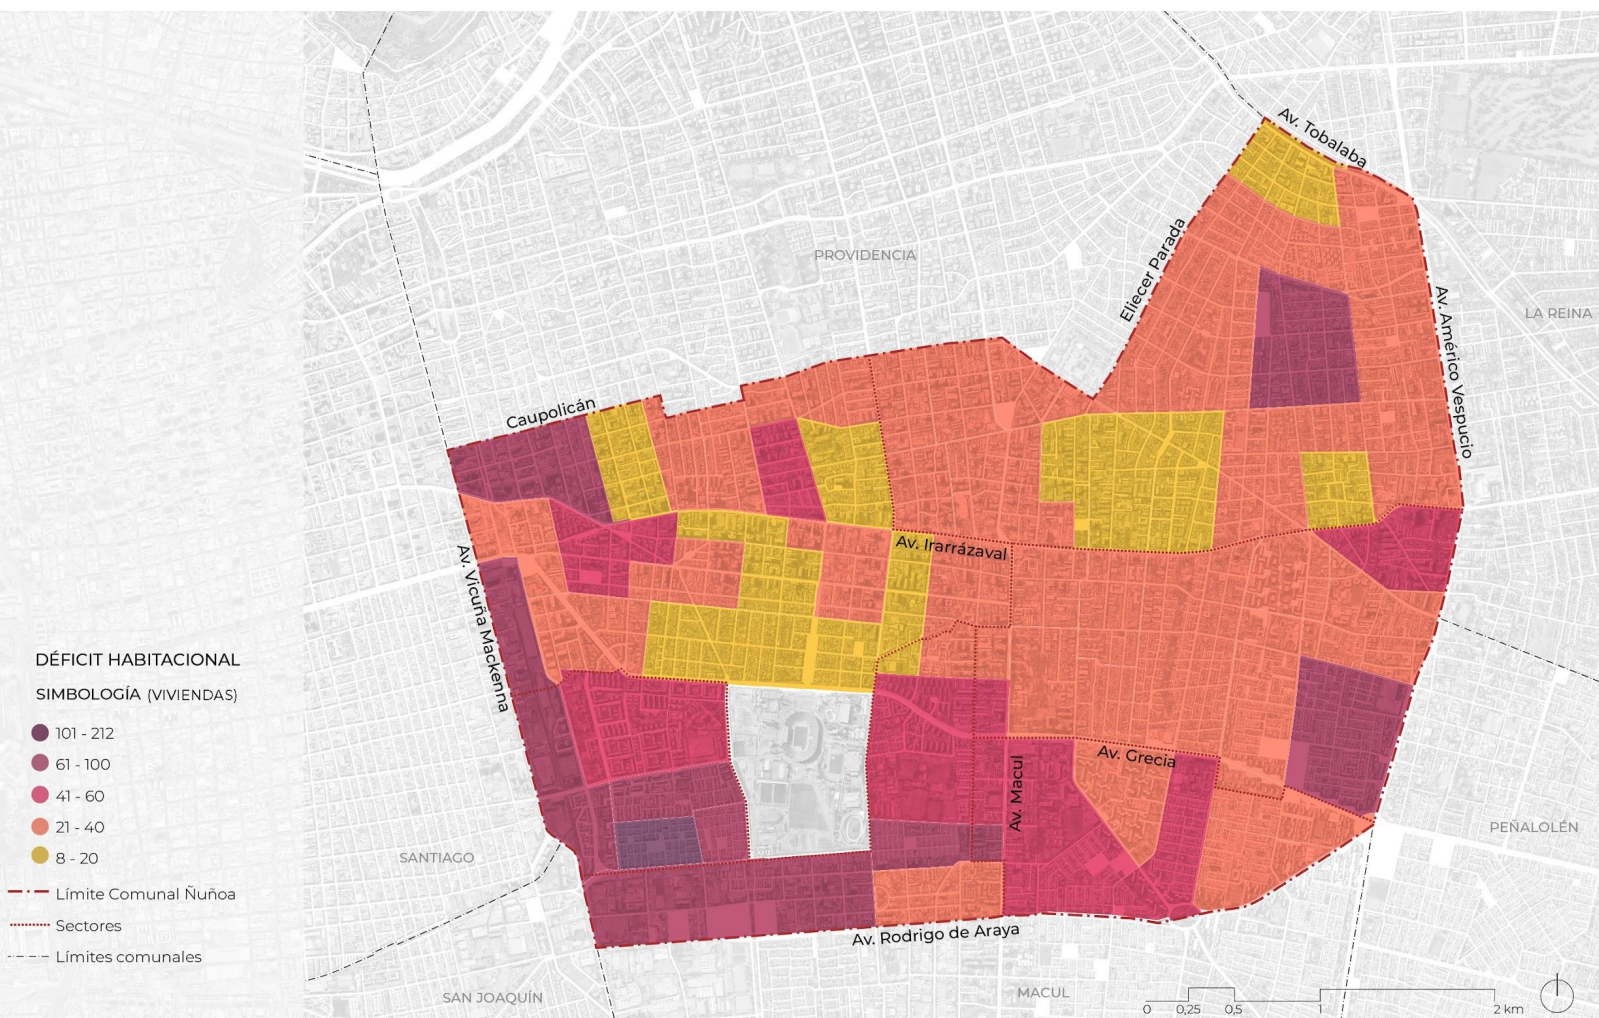 Av. Tobalaba
Eliecer Parada
PROVIDENCIA
LA REINA
Av. Américo Vespucio
Caupolicán
Av. Irarrázaval
Av. Vicuña Mackenna
DÉFICIT HABITACIONAL
SIMBOLOGÍA (VIVIENDAS)
101 - 212
61 - 100
41 - 60
21 - 40
8 - 20
Límite Comunal Ñuñoa
Sectores
Límites comunales
Av. Grecia
Av. Macul
PEÑALOLÉN
SANTIAGO
Av. Rodrigo de Araya
SAN JOAQUÍN
MACUL
0 0,25 0,5 1 2 km